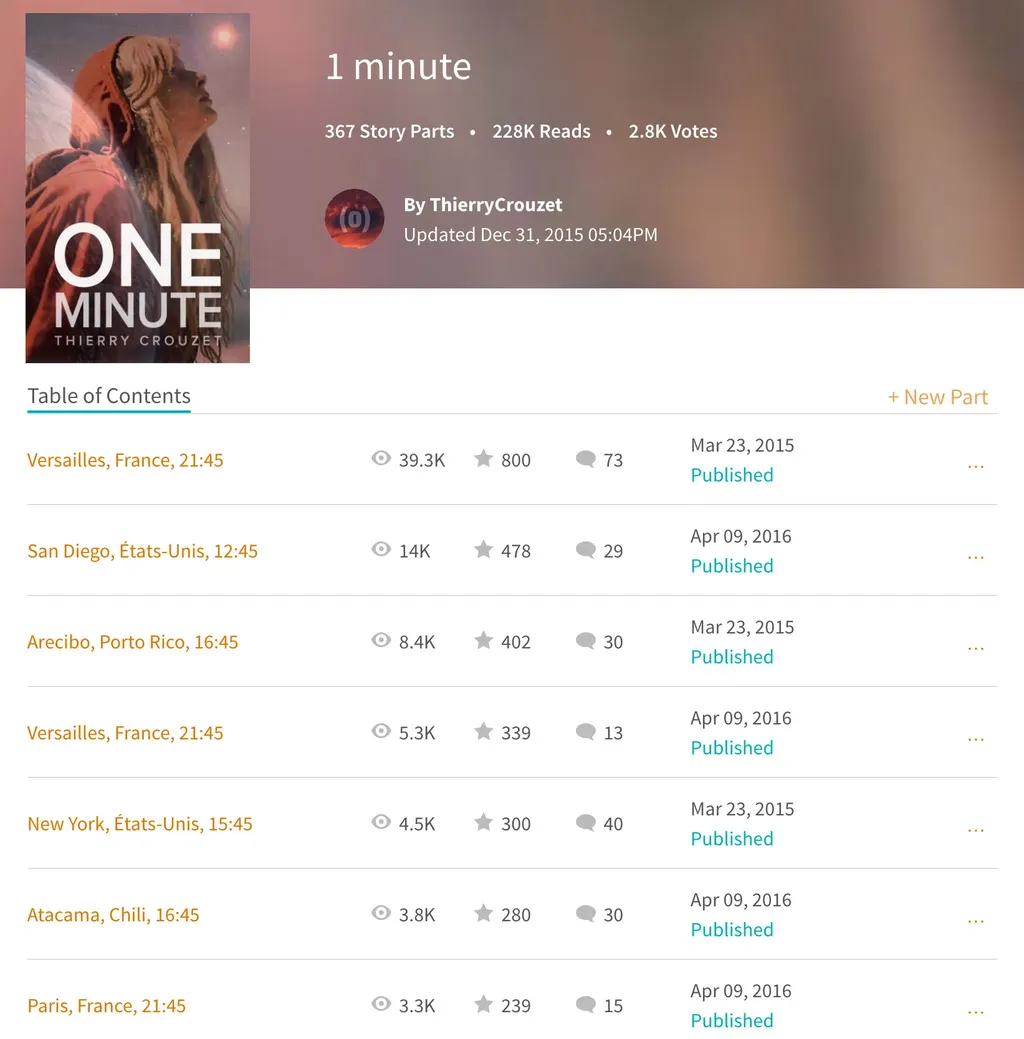 ONE
MINUTE
THIERRY CROUZET
1 minute
367 Story Parts • 228K Reads • 2.8K Votes
(0)
By ThierryCrouzet
Updated Dec 31, 2015 05:04PM
Table of Contents
+ New Part
Versailles, France, 21:45 39.3K 800 73 Mar 23, 2015
Published
...
San Diego, États-Unis, 12:45 14K 478 29 Apr 09, 2016
Published
...
Arecibo, Porto Rico, 16:45 8.4K 402 30 Mar 23, 2015
Published
...
Versailles, France, 21:45 5.3K 339 13 Apr 09, 2016
Published
...
New York, États-Unis, 15:45 4.5K 300 40 Mar 23, 2015
Published
...
Atacama, Chili, 16:45 3.8K 280 30 Apr 09, 2016
Published
...
Paris, France, 21:45 3.3K 239 15 Apr 09, 2016
Published
...